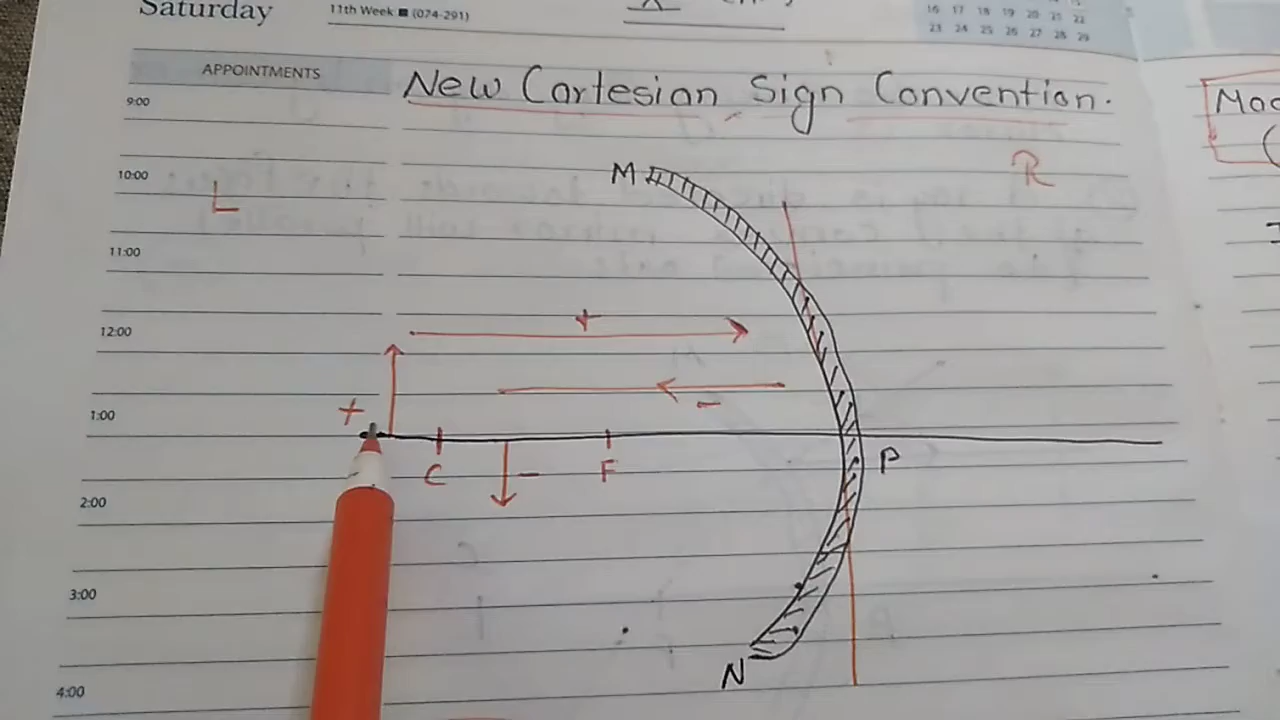 Saturday
11th Week ■ (074-291)
16 17 18 19 20 21 22
23 24 25 26 27 28 29
APPOINTMENTS
New Cartesian Sign Convention.
9:00
10:00
11:00
12:00
1:00
2:00
3:00
4:00
L
M
R
+
-
+
C
-
F
P
N